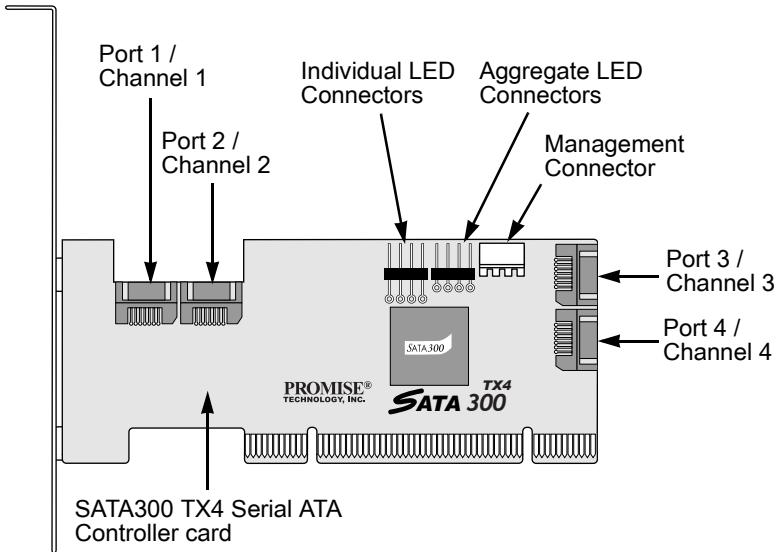 Port 1 /
Channel 1
Port 2 /
Channel 2
Individual LED
Connectors
Aggregate LED
Connectors
Management
Connector
Port 3 /
Channel 3
Port 4 /
Channel 4
SATA300
PROMISE®
TECHNOLOGY, INC.
TX4
SATA 300
SATA300 TX4 Serial ATA
Controller card